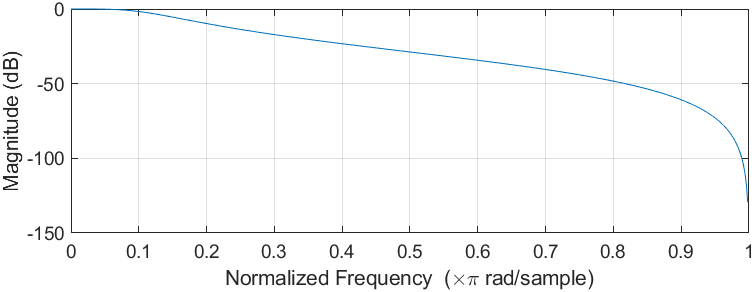 0
-50
-100
-150
Magnitude (dB)
0 0.1 0.2 0.3 0.4 0.5 0.6 0.7 0.8 0.9 1
Normalized Frequency (×π rad/sample)